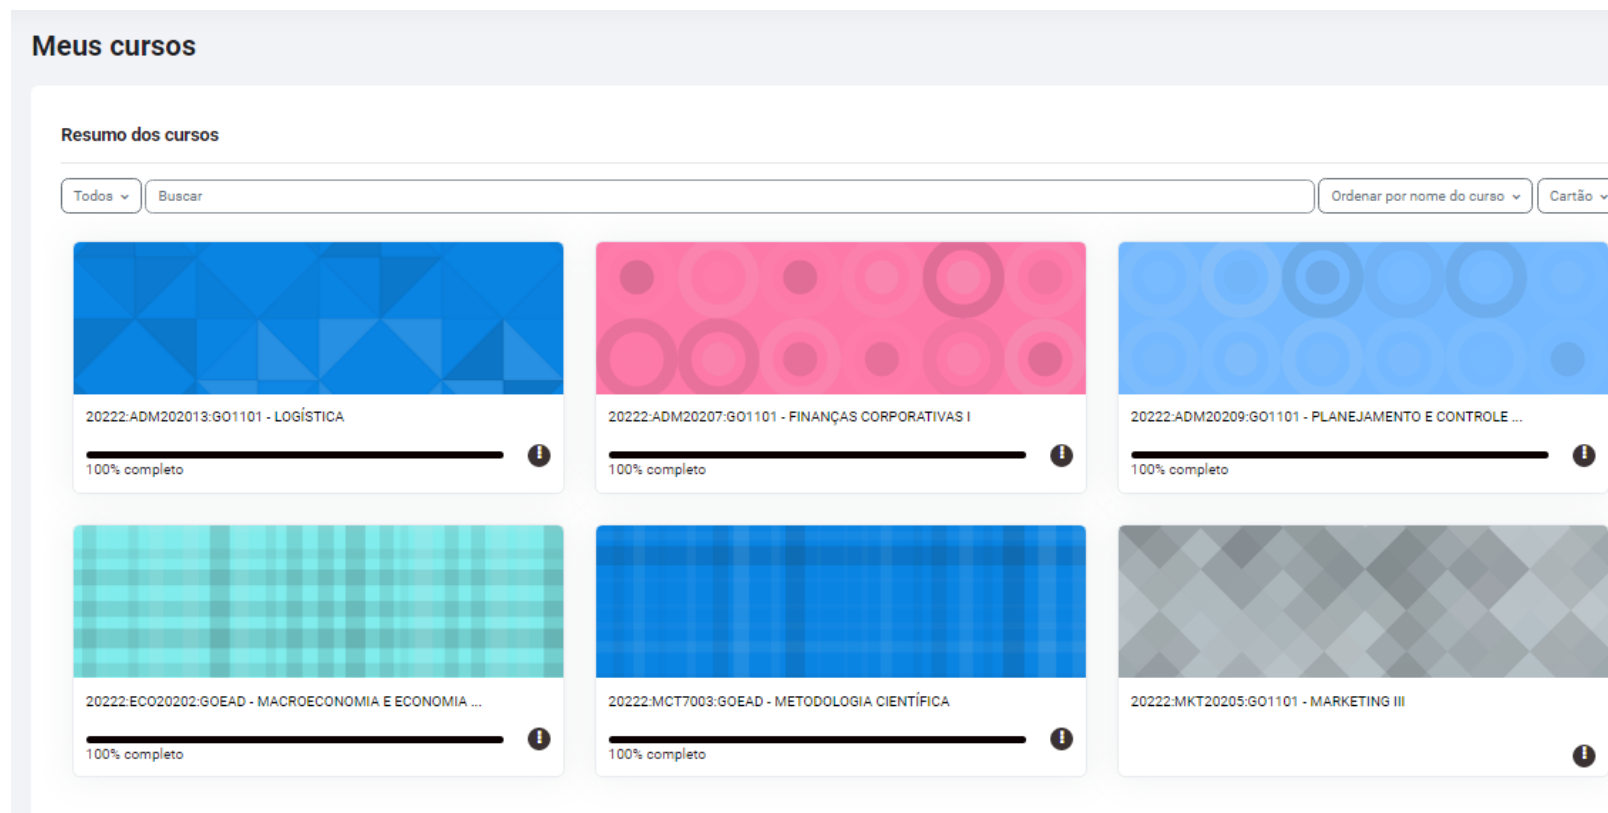 Meus cursos
Resumo dos cursos
Todos Buscar Ordenar por nome do curso Cartão
20222:ADM202013:GO1101 - LOGÍSTICA
100% completo
20222:ADM20207:GO1101 - FINANÇAS CORPORATIVAS I
100% completo
20222:ADM20209:GO1101 - PLANEJAMENTO E CONTROLE ...
100% completo
20222:ECO20202:GOEAD - MACROECONOMIA E ECONOMIA ...
100% completo
20222:MCT7003:GOEAD - METODOLOGIA CIENTÍFICA
100% completo
20222:MKT20205:GO1101 - MARKETING III